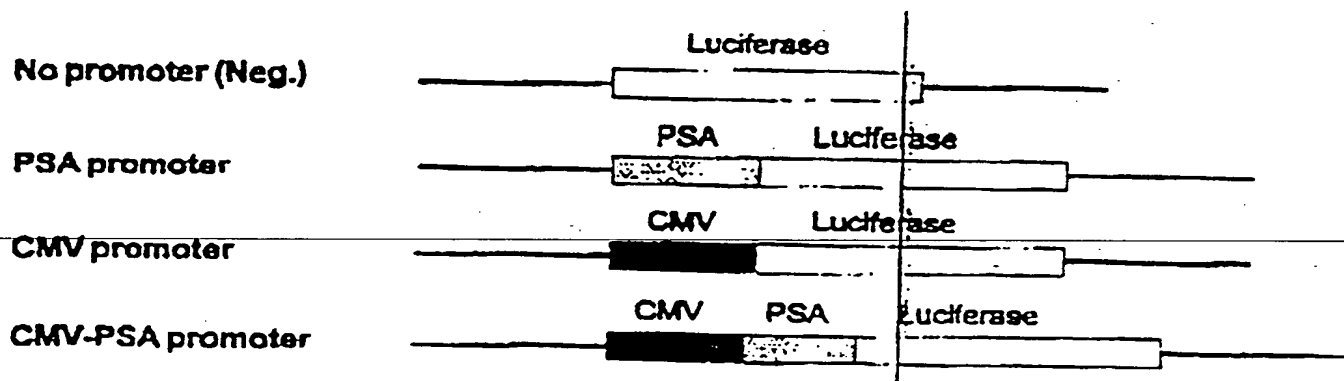 Luciferase
No promoter (Neg.)
PSA Luciferase
PSA promoter
CMV Luciferase
CMV promoter
CMV PSA Luciferase
CMV-PSA promoter